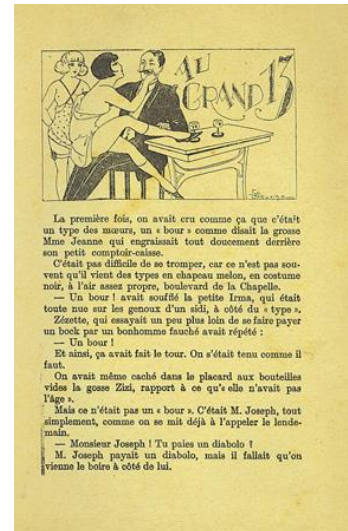 AU
GRAND 13
La première fois, on avait cru comme ça que c'était
un type des mœurs, un « bour » comme disait la grosse
Mme Jeanne qui engraissait tout doucement derrière
son petit comptoir-caisse.
C'était pas difficile de se tromper, car ce n'est pas sou-
vent qu'il vient des types en chapeau melon, en costume
noir, à l'air assez propre, boulevard de la Chapelle.
— Un bour ! avait soufflé la petite Irma, qui était
toute nue sur les genoux d'un sidi, à côté du « type ».
Zézette, qui essayait un peu plus loin de se faire payer
un bock par un bonhomme fauché avait répété :
— Un bour !
Et ainsi, ça avait fait le tour. On s'était tenu comme il
faut.
On avait même caché dans le placard aux bouteilles
vides la gosse Zizi, rapport à ce qu'elle n'avait pas
l'âge ».
Mais ce n'était pas un « bour ». C'était M. Joseph, tout
simplement, comme on se mit déjà à l'appeler le lende-
main.
— Monsieur Joseph ! Tu paies un diabolo ?
M. Joseph payait un diabolo, mais il fallait qu'on
vienne le boire à côté de lui.